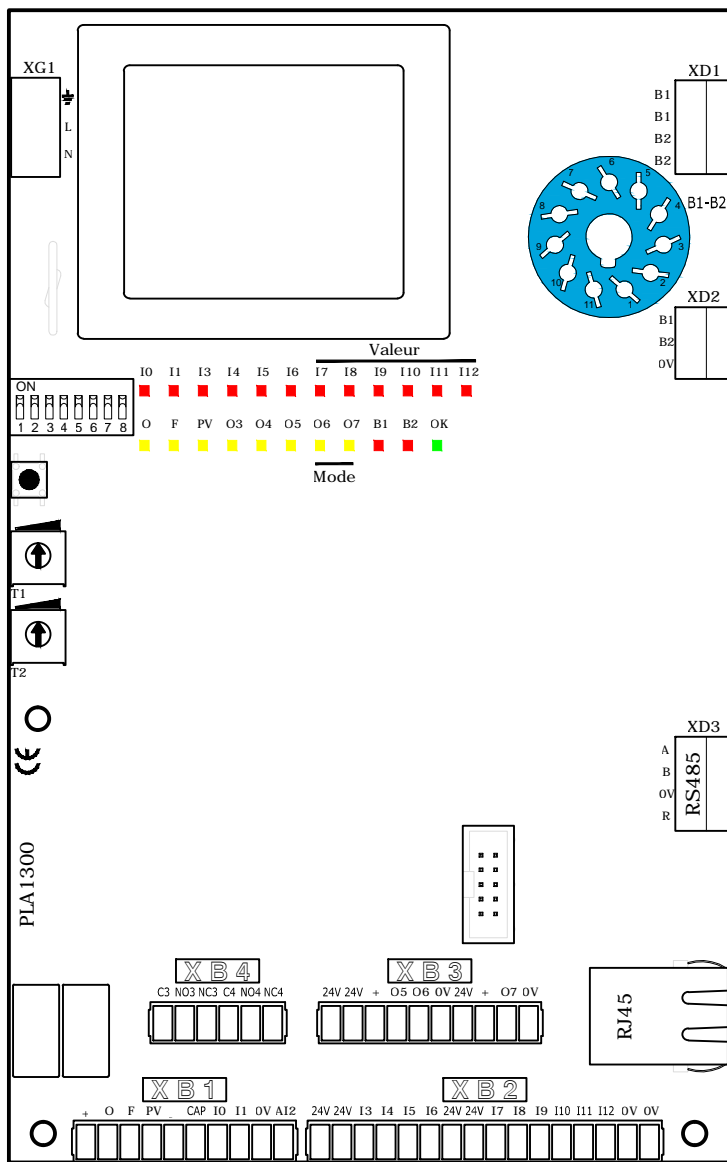 XG1
L
N
XD1
B1
B1
B2
B2
B1-B2
6
7
5
8
4
9
3
10
2
11
1
XD2
B1
B2
0V
Valeur
I0 I1 I3 I4 I5 I6 I7 I8 I9 I10 I11 I12
ON
1 2 3 4 5 6 7 8
O F PV O3 O4 O5 O6 O7 B1 B2 OK
Mode
T1
T2
CE
XD3
A
B
0V
R
RS485
PLA1300
XB4
C3 NO3 NC3 C4 NO4 NC4
XB3
24V 24V + O5 O6 0V 24V + O7 0V
RJ45
XB1
+ O F PV - CAP I0 I1 0V AI2
XB2
24V 24V I3 I4 I5 I6 24V 24V I7 I8 I9 I10 I11 I12 0V 0V